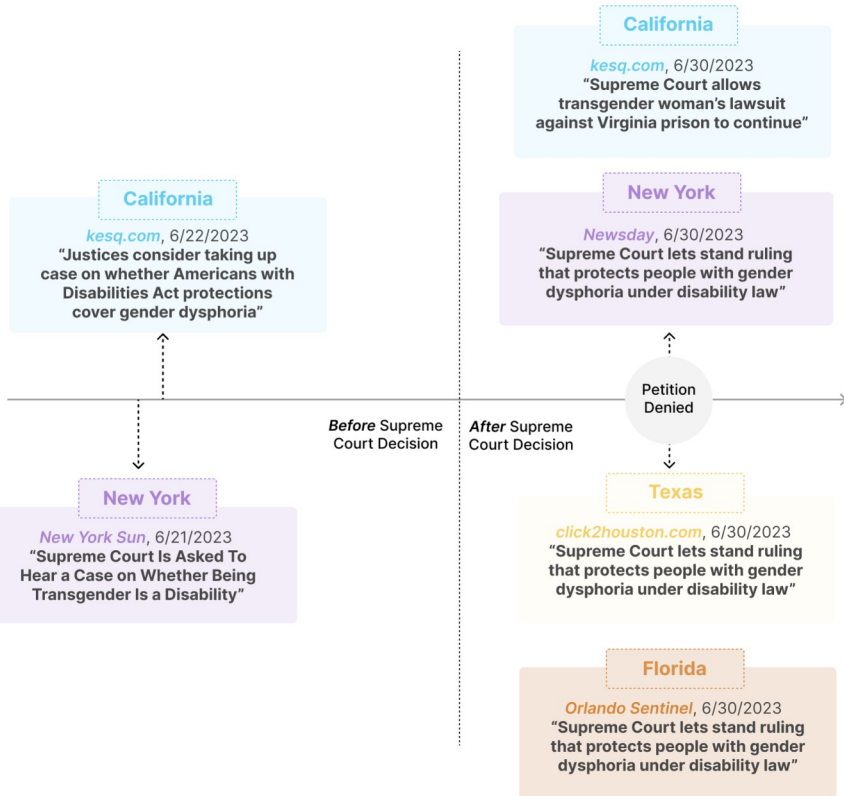 California
kesq.com, 6/30/2023
“Supreme Court allows
transgender woman’s lawsuit
against Virginia prison to continue”
California
kesq.com, 6/22/2023
“Justices consider taking up
case on whether Americans with
Disabilities Act protections
cover gender dysphoria”
New York
Newsday, 6/30/2023
“Supreme Court lets stand ruling
that protects people with gender
dysphoria under disability law”
Petition
Denied
Before Supreme
Court Decision
After Supreme
Court Decision
New York
New York Sun, 6/21/2023
“Supreme Court Is Asked To
Hear a Case on Whether Being
Transgender Is a Disability”
Texas
click2houston.com, 6/30/2023
“Supreme Court lets stand ruling
that protects people with gender
dysphoria under disability law”
Florida
Orlando Sentinel, 6/30/2023
“Supreme Court lets stand ruling
that protects people with gender
dysphoria under disability law”